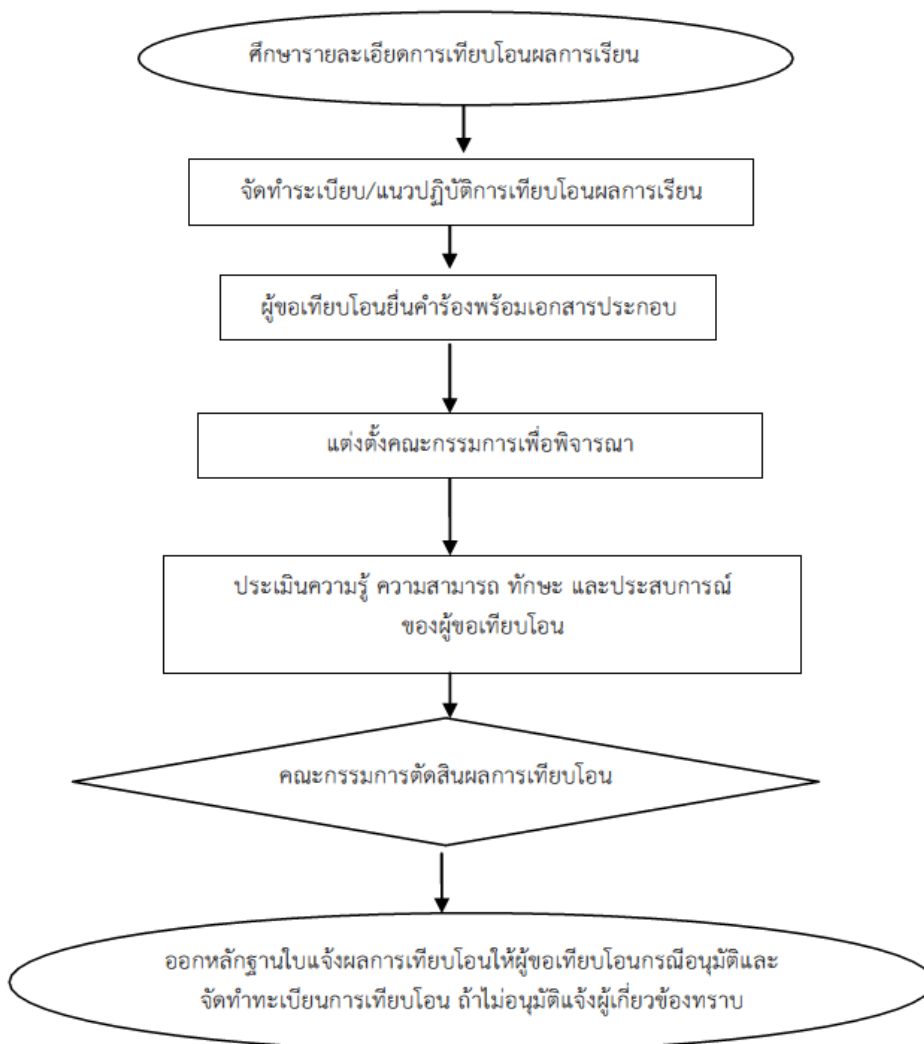 ศึกษารายละเอียดการเทียบโอนผลการเรียน
จัดทำระเบียบ/แนวปฏิบัติการเทียบโอนผลการเรียน
ผู้ขอเทียบโอนยื่นคำร้องพร้อมเอกสารประกอบ
แต่งตั้งคณะกรรมการเพื่อพิจารณา
ประเมินความรู้ ความสามารถ ทักษะ และประสบการณ์
ของผู้ขอเทียบโอน
คณะกรรมการตัดสินผลการเทียบโอน
ออกหลักฐานใบแจ้งผลการเทียบโอนให้ผู้ขอเทียบโอนกรณีอนุมัติและ
จัดทำทะเบียนการเทียบโอน ถ้าไม่อนุมัติแจ้งผู้เกี่ยวข้องทราบ